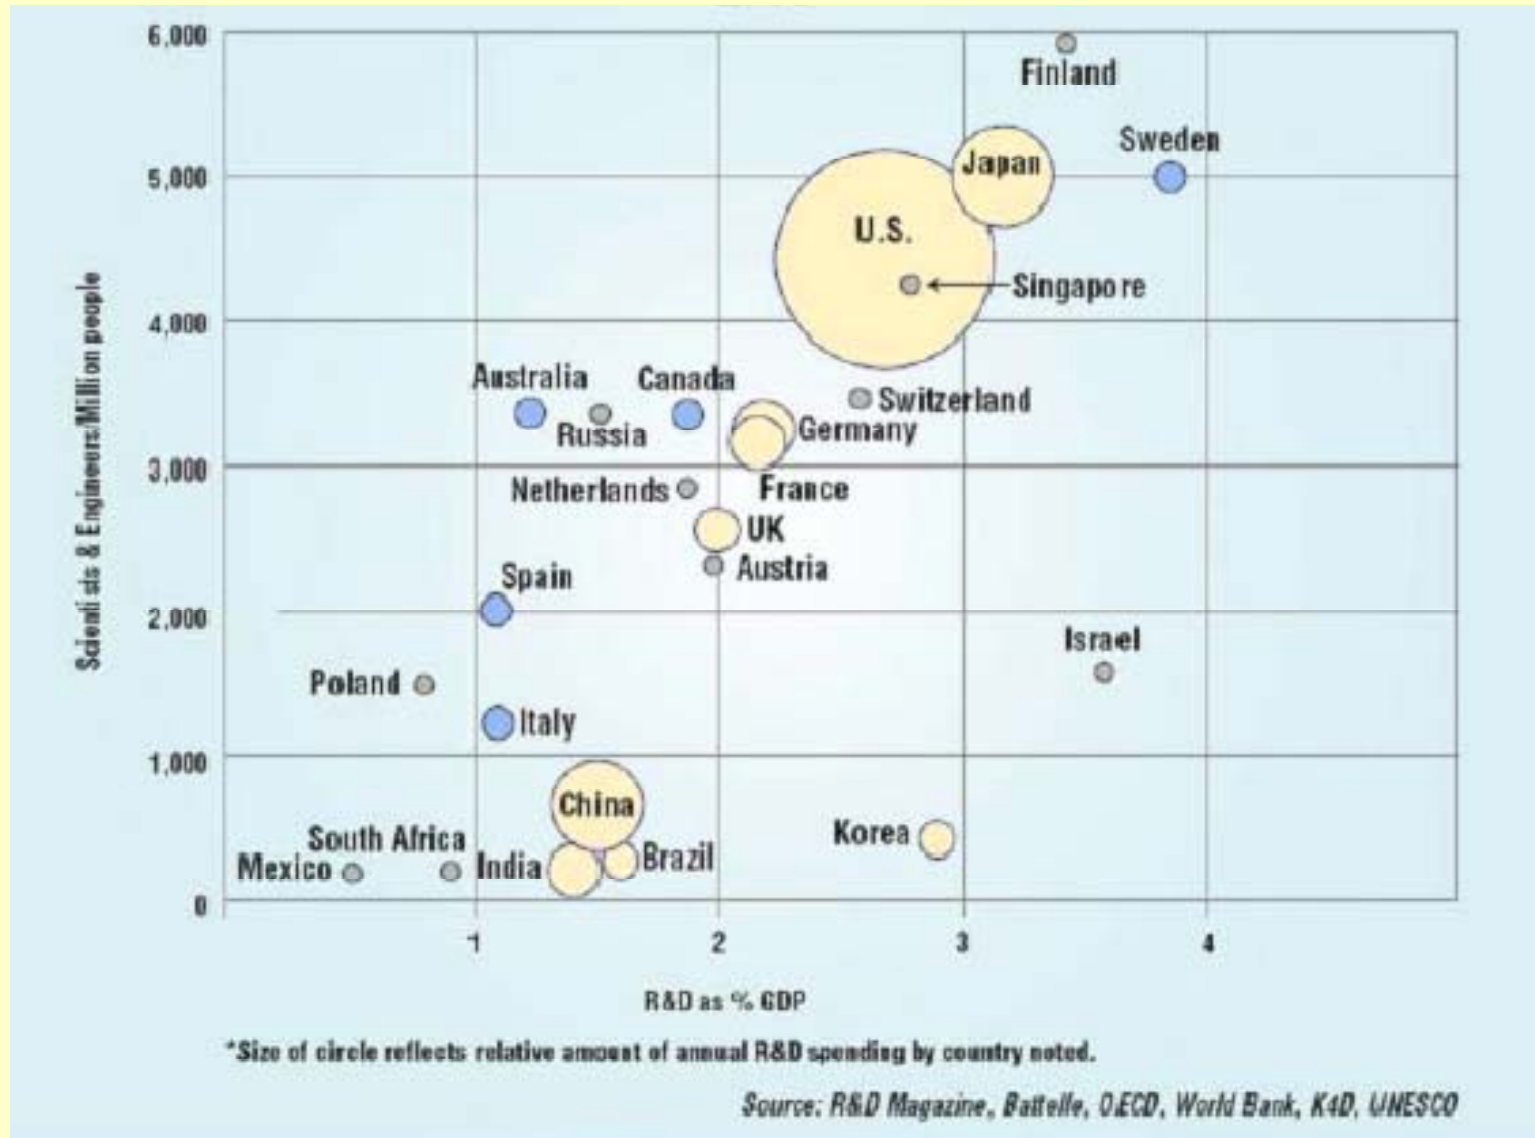 6,000
Finland
Sweden
Japan
5,000
U.S.
Singapore
4,000
Australia
Canada
Switzerland
Russia
Germany
3,000
Netherlands
France
UK
Austria
Spain
2,000
Israel
Poland
Italy
1,000
China
Korea
South Africa
Mexico
India
Brazil
0
1 2 3 4
Scientists & Engineers/Million people
R&D as % GDP
*Size of circle reflects relative amount of annual R&D spending by country noted.
Source: R&D Magazine, Battelle, OECD, World Bank, K4D, UNESCO